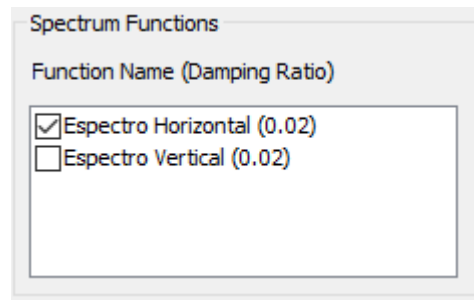 Spectrum Functions
Function Name (Damping Ratio)
Espectro Horizontal (0.02)
Espectro Vertical (0.02)